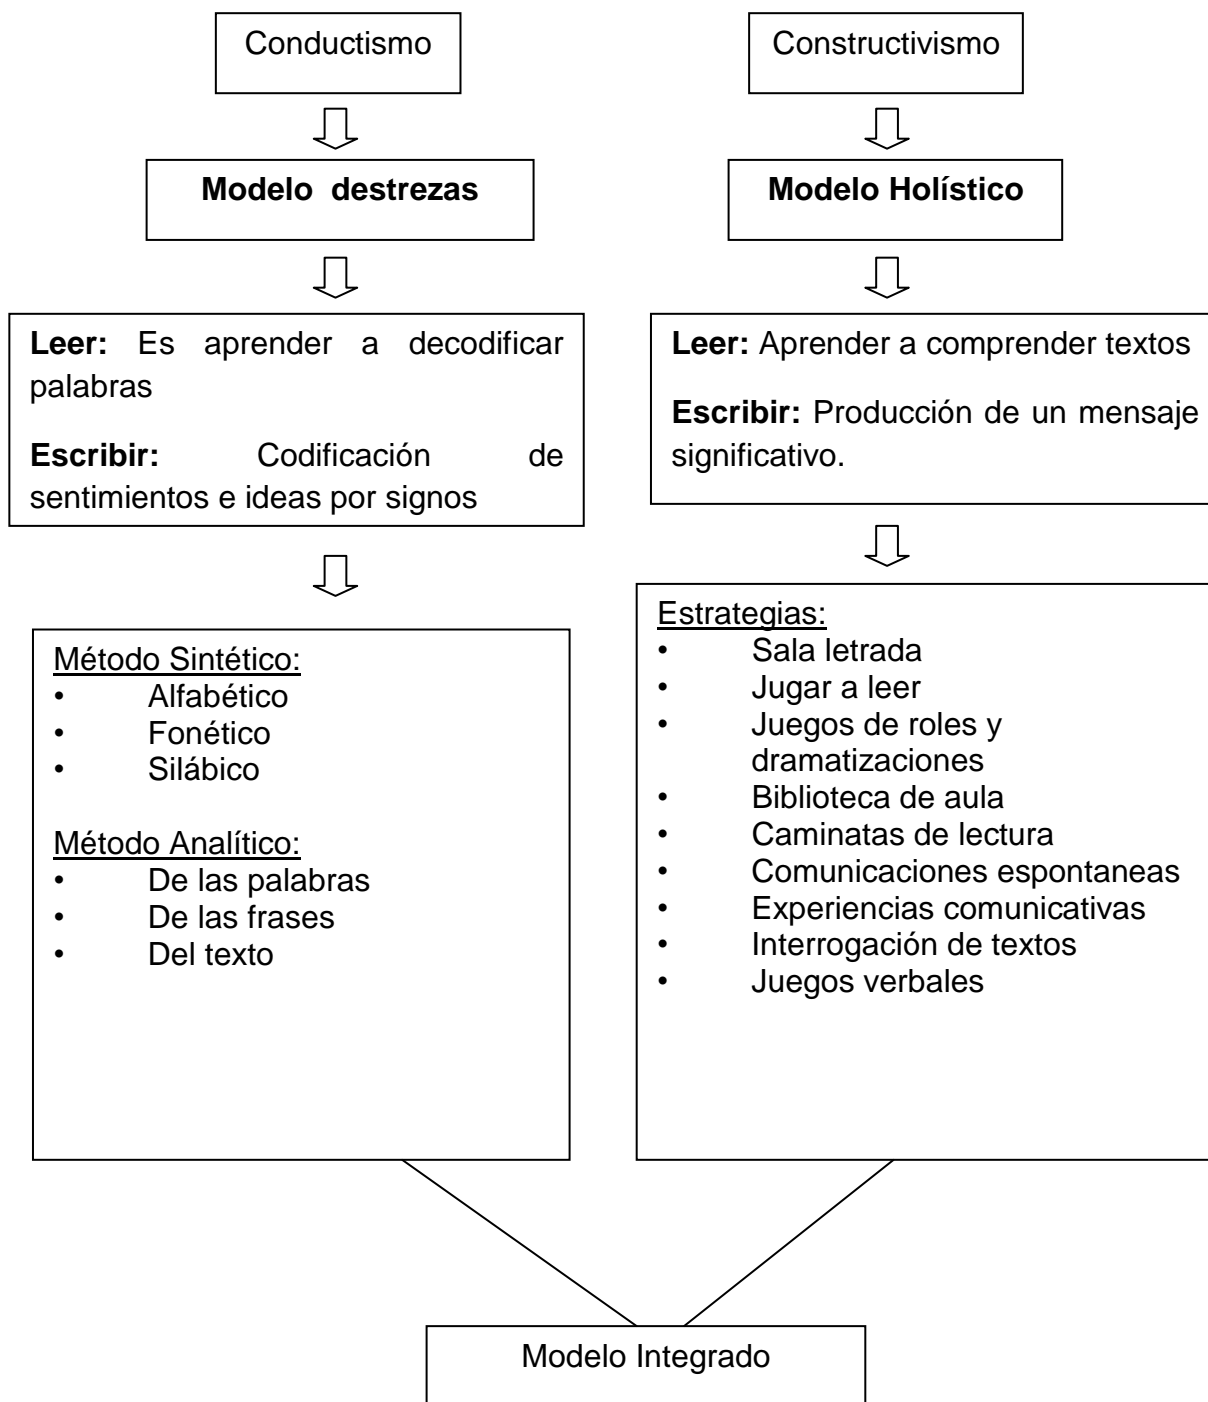 Conductismo
Modelo  destrezas
Leer: Es aprender a decodificar
palabras
Escribir: Codificación de
sentimientos e ideas por signos
Método Sintético:
• Alfabético
• Fonético
• Silábico
Método Analítico:
• De las palabras
• De las frases
• Del texto
Constructivismo
Modelo Holístico
Leer: Aprender a comprender textos
Escribir: Producción de un mensaje
significativo.
Estrategias:
• Sala letrada
• Jugar a leer
• Juegos de roles y
dramatizaciones
• Biblioteca de aula
• Caminatas de lectura
• Comunicaciones espontaneas
• Experiencias comunicativas
• Interrogación de textos
• Juegos verbales
Modelo Integrado